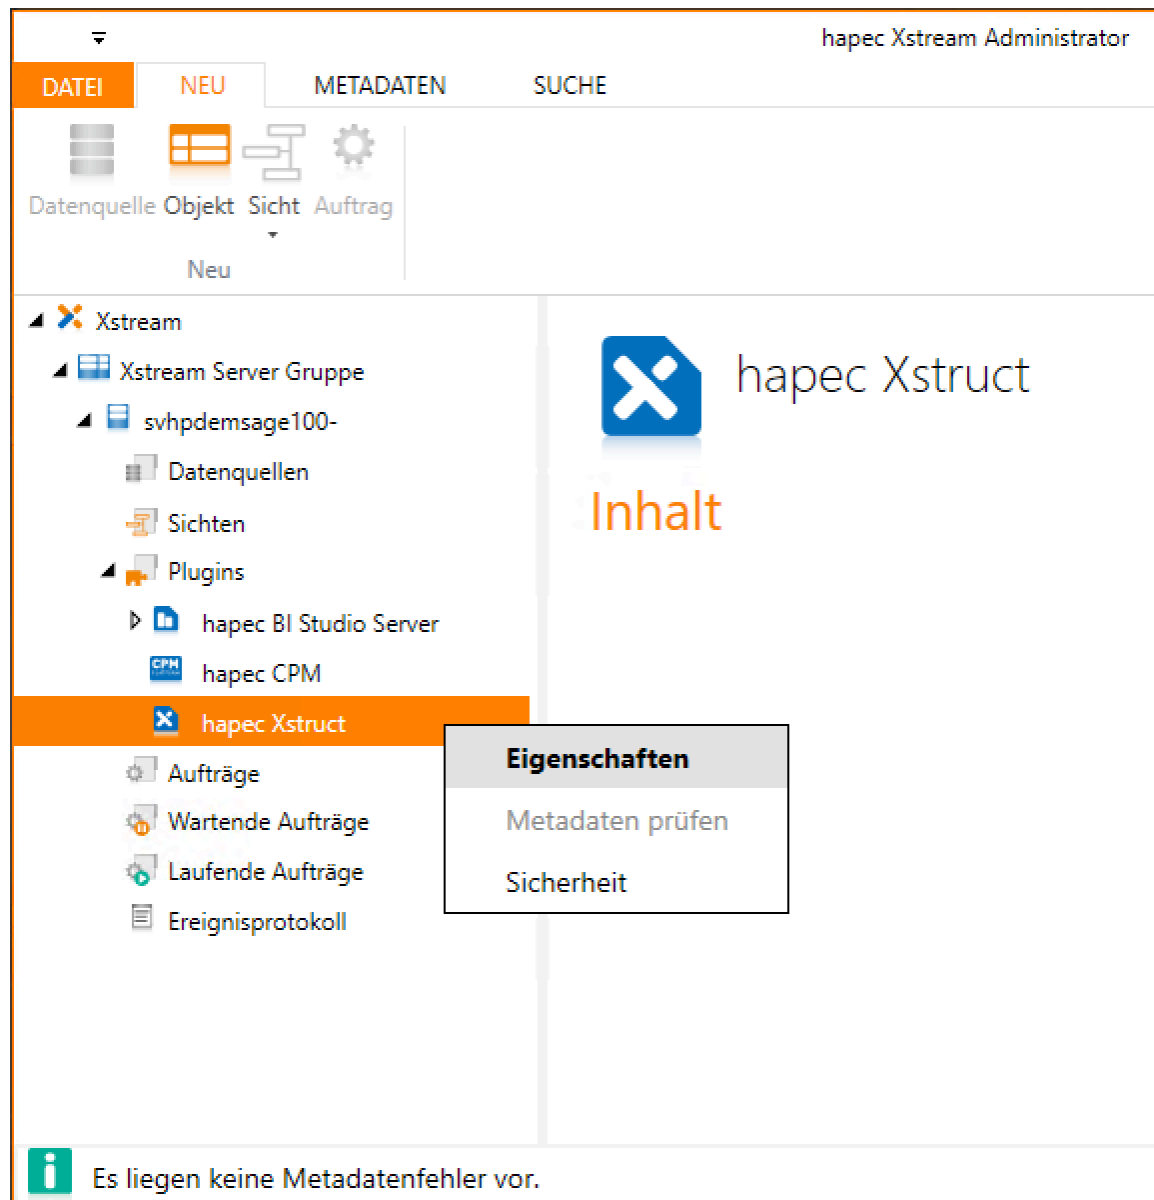 hapec Xstream Administrator
DATEI NEU METADATEN SUCHE
Datenquelle Objekt Sicht Auftrag
Neu
Xstream
Xstream Server Gruppe
svhpdemsage100-
Datenquellen
Sichten
Plugins
hapec BI Studio Server
CPM hapec CPM
hapec Xstruct
Aufträge
Wartende Aufträge
Laufende Aufträge
Ereignisprotokoll
hapec Xstruct
Inhalt
Eigenschaften
Metadaten prüfen
Sicherheit
Es liegen keine Metadatenfehler vor.